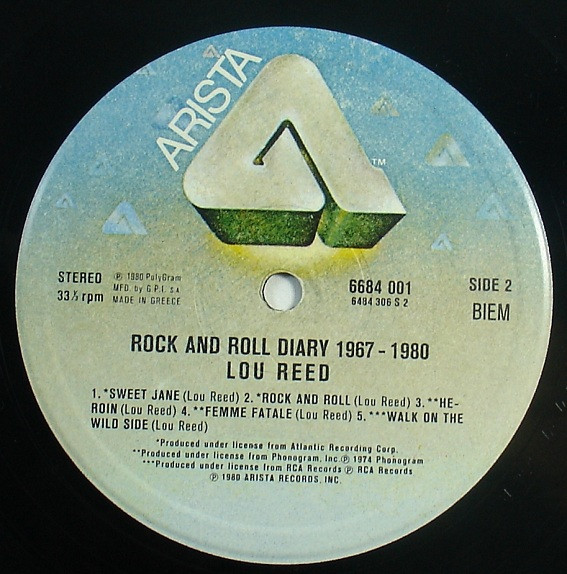 ARISTA
TM
STEREO
33⅓ rpm
℗ 1980 PolyGram
MFD. by G.P.I. S.A
MADE IN GREECE
6684 001
6484 306 S 2
SIDE 2
BIEM
ROCK AND ROLL DIARY 1967 - 1980
LOU REED
1. *SWEET JANE (Lou Reed) 2. *ROCK AND ROLL (Lou Reed) 3. **HE-
ROIN (Lou Reed) 4. **FEMME FATALE (Lou Reed) 5. ***WALK ON THE
WILD SIDE (Lou Reed)
*Produced under license from Atlantic Recording Corp.
**Produced under license from Phonogram, Inc. ℗ 1974 Phonogram
***Produced under license from RCA Records ℗ RCA Records
℗ 1980 ARISTA RECORDS, INC.